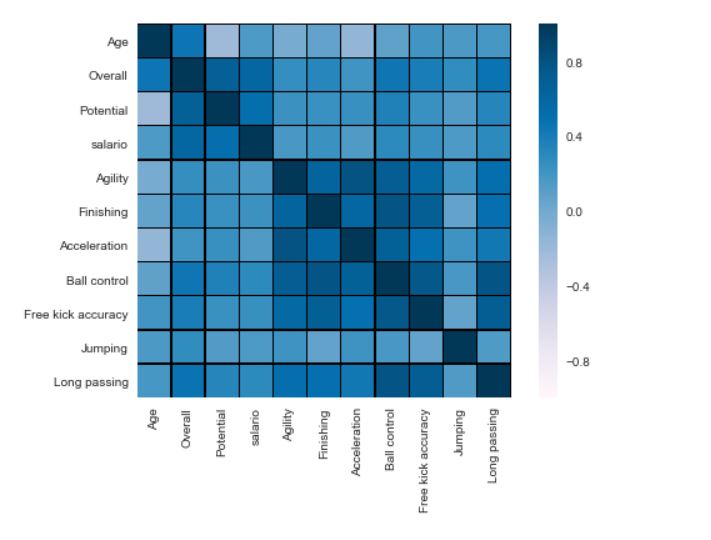 Age
Overall
Potential
salario
Agility
Finishing
Acceleration
Ball control
Free kick accuracy
Jumping
Long passing
Age
Overall
Potential
salario
Agility
Finishing
Acceleration
Ball control
Free kick accuracy
Jumping
Long passing
0.8
0.4
0.0
−0.4
−0.8